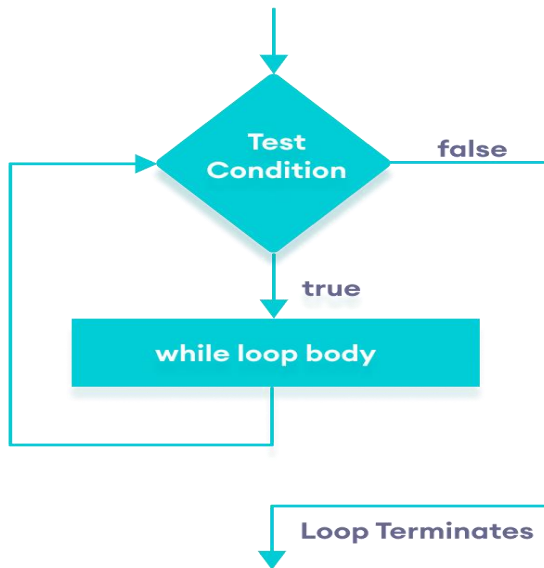 Test
Condition
false
true
while loop body
Loop Terminates